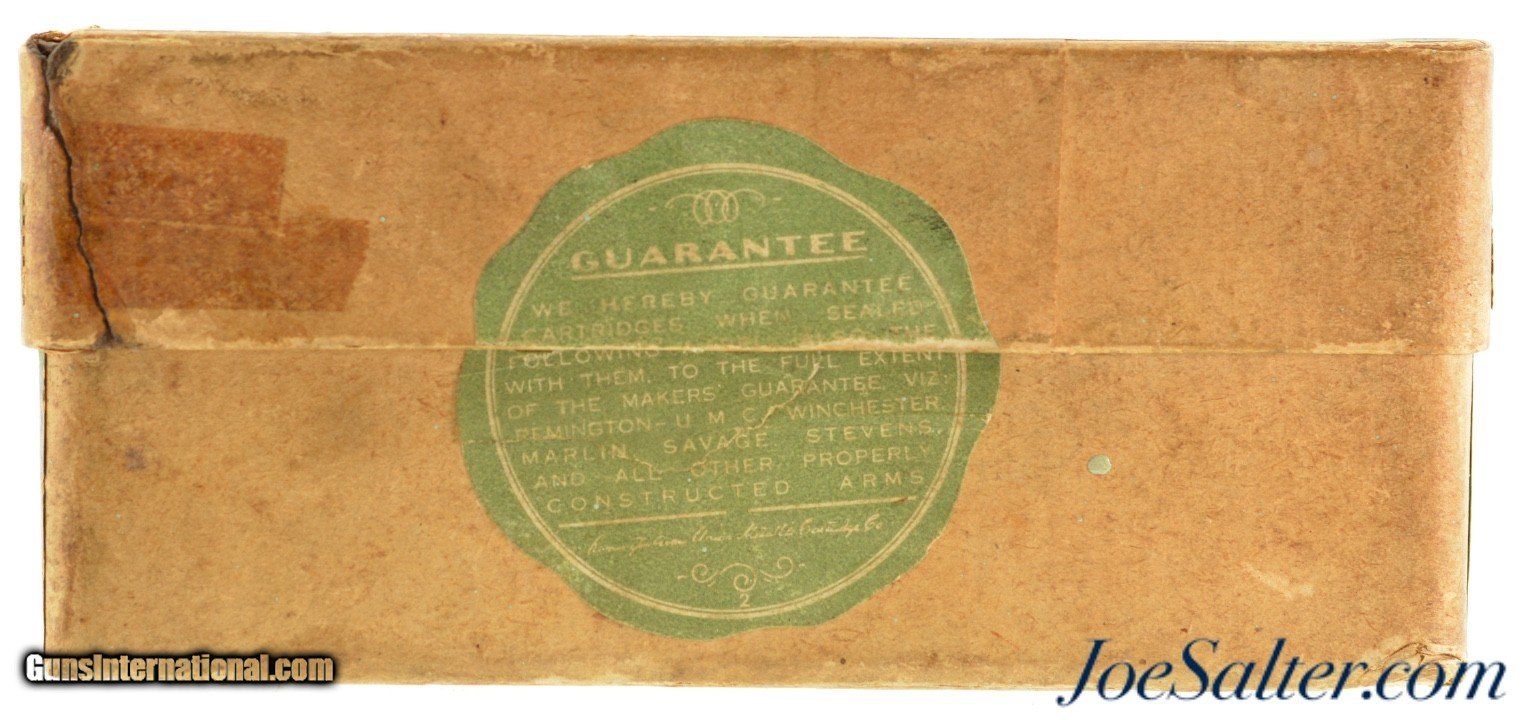 GUARANTEE
WE HEREBY GUARANTEE
CARTRIDGES WHEN
FOLLOWING
WITH THEM, TO THE FULL EXTENT
OF THE MAKERS' GUARANTEE, VIZ.
REMINGTON-U M C WINCHESTER
MARLIN, SAVAGE STEVENS,
AND ALL OTHER PROPERLY
CONSTRUCTED ARMS
2
GunsInternational.com
JoeSalter.com